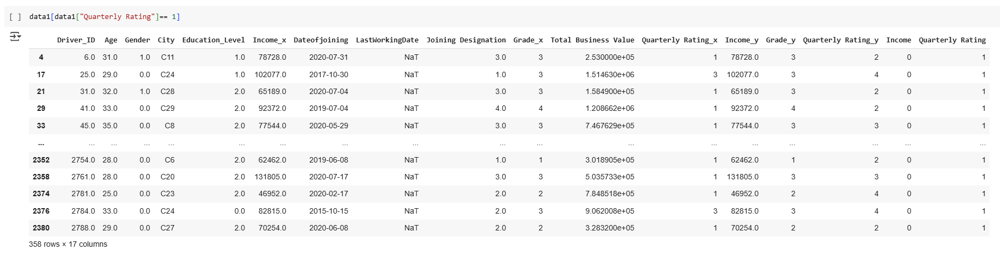 [ ] data1[data1["Quarterly Rating"]== 1]
Driver_ID Age Gender City Education_Level Income_x Dateofjoining LastWorkingDate Joining Designation Grade_x Total Business Value Quarterly Rating_x Income_y Grade_y Quarterly Rating_y Income Quarterly Rating
4 6.0 31.0 1.0 C11 1.0 78728.0 2020-07-31 NaT 3.0 3 2.530000e+05 1 78728.0 3 2 0 1
17 25.0 29.0 0.0 C24 1.0 102077.0 2017-10-30 NaT 1.0 3 1.514630e+06 3 102077.0 3 4 0 1
21 31.0 32.0 1.0 C28 2.0 65189.0 2020-07-04 NaT 3.0 3 1.584900e+05 1 65189.0 3 2 0 1
29 41.0 33.0 0.0 C29 2.0 92372.0 2019-07-04 NaT 4.0 4 1.208662e+06 1 92372.0 4 2 0 1
33 45.0 35.0 0.0 C8 2.0 77544.0 2020-05-29 NaT 3.0 3 7.467629e+05 1 77544.0 3 3 0 1
... ... ... ... ... ... ... ... ... ... ... ... ... ... ... ... ... ...
2352 2754.0 28.0 0.0 C6 2.0 62462.0 2019-06-08 NaT 1.0 1 3.018905e+05 1 62462.0 1 2 0 1
2358 2761.0 28.0 0.0 C20 2.0 131805.0 2020-07-17 NaT 3.0 3 5.035733e+05 1 131805.0 3 3 0 1
2374 2781.0 25.0 0.0 C23 2.0 46952.0 2020-02-17 NaT 2.0 2 7.848518e+05 1 46952.0 2 4 0 1
2376 2784.0 33.0 0.0 C24 0.0 82815.0 2015-10-15 NaT 2.0 3 9.062008e+05 3 82815.0 3 4 0 1
2380 2788.0 29.0 0.0 C27 2.0 70254.0 2020-06-08 NaT 2.0 2 3.283200e+05 1 70254.0 2 2 0 1
358 rows × 17 columns